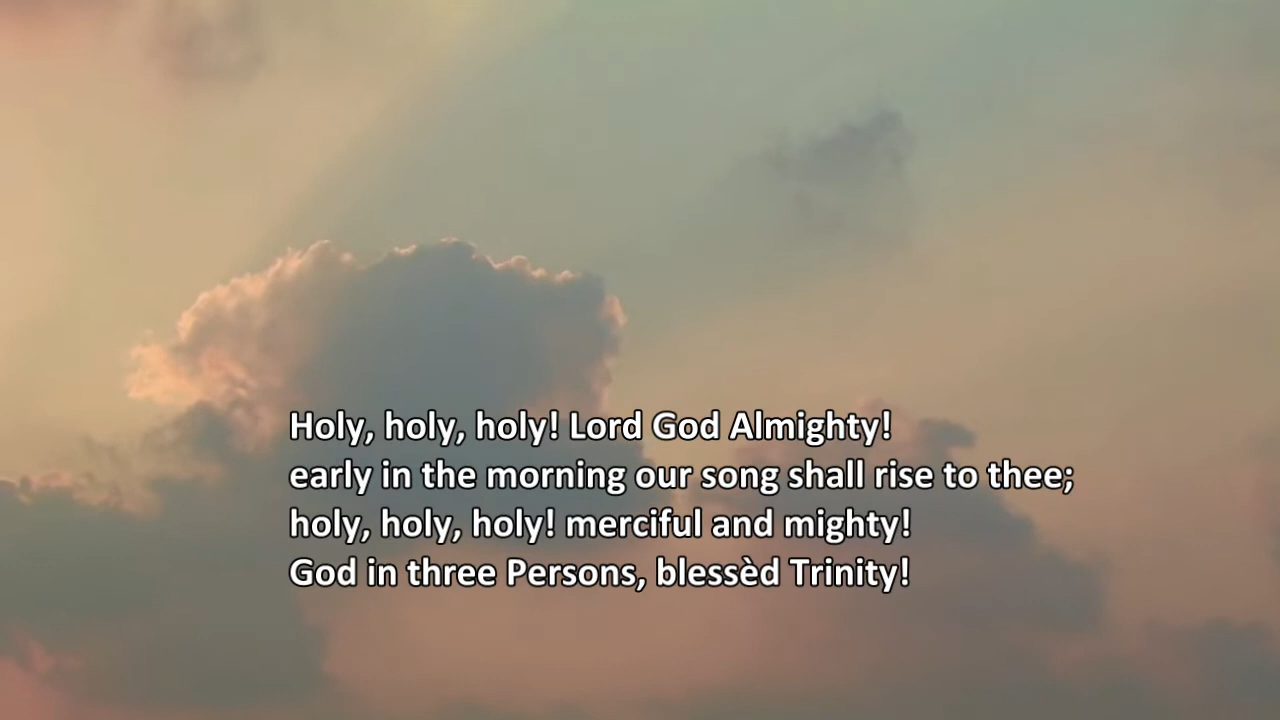 Holy, holy, holy! Lord God Almighty!
early in the morning our song shall rise to thee;
holy, holy, holy! merciful and mighty!
God in three Persons, blessèd Trinity!